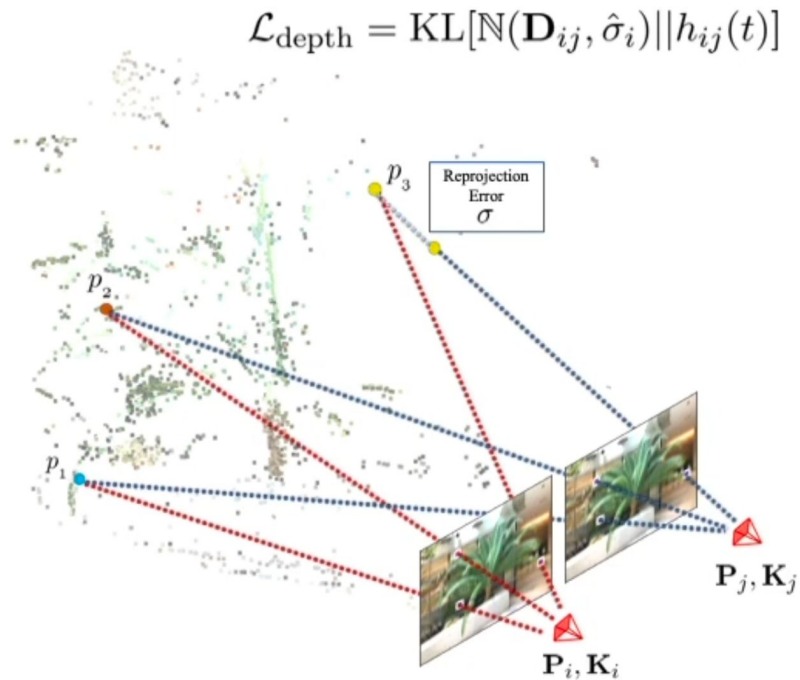 ℒ_depth = KL[ℕ(𝐃_ij, σ̂_i)||h_ij(t)]
p_3
Reprojection
Error
σ
p_2
p_1
𝐏_j, 𝐊_j
𝐏_i, 𝐊_i